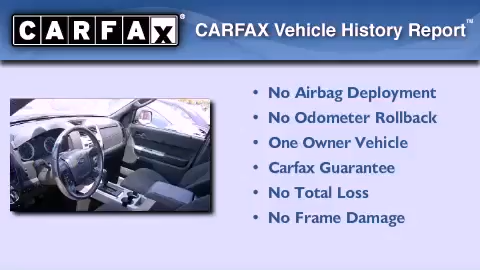 CARFAX® CARFAX Vehicle History Report™
• No Airbag Deployment
• No Odometer Rollback
• One Owner Vehicle
• Carfax Guarantee
• No Total Loss
• No Frame Damage